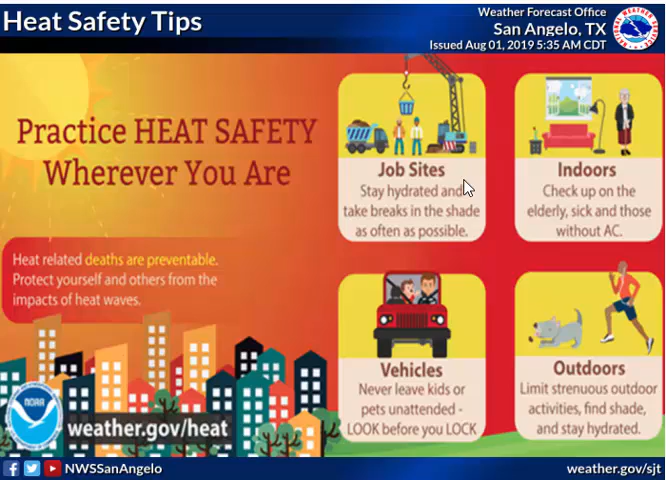 Heat Safety Tips
Weather Forecast Office
San Angelo, TX
Issued Aug 01, 2019 5:35 AM CDT
Practice HEAT SAFETY
Wherever You Are
Heat related deaths are preventable.
Protect yourself and others from the
impacts of heat waves.
Job Sites
Stay hydrated and
take breaks in the shade
as often as possible.
Indoors
Check up on the
elderly, sick and those
without AC.
Vehicles
Never leave kids or
pets unattended -
LOOK before you LOCK
Outdoors
Limit strenuous outdoor
activities, find shade,
and stay hydrated.
NOAA
weather.gov/heat
NWSSanAngelo
weather.gov/sjt